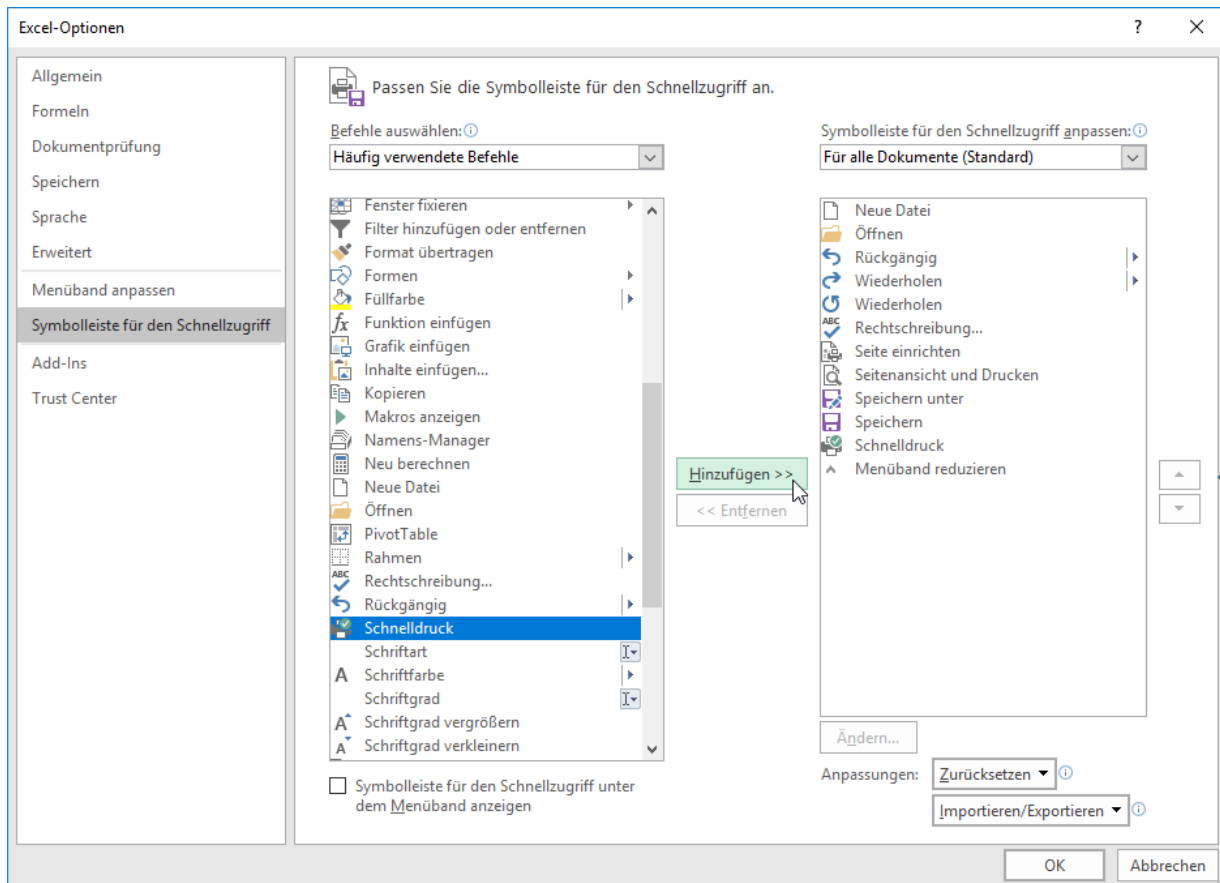 Excel-Optionen
?
Allgemein
Formeln
Dokumentprüfung
Speichern
Sprache
Erweitert
Menüband anpassen
Symbolleiste für den Schnellzugriff
Add-Ins
Trust Center
Passen Sie die Symbolleiste für den Schnellzugriff an.
Befehle auswählen:
Häufig verwendete Befehle
Fenster fixieren
Filter hinzufügen oder entfernen
Format übertragen
Formen
Füllfarbe
fx Funktion einfügen
Grafik einfügen
Inhalte einfügen...
Kopieren
Makros anzeigen
Namens-Manager
Neu berechnen
Neue Datei
Öffnen
PivotTable
Rahmen
ABC Rechtschreibung...
Rückgängig
Schnelldruck
Schriftart
A Schriftfarbe
Schriftgrad
A Schriftgrad vergrößern
A Schriftgrad verkleinern
Symbolleiste für den Schnellzugriff unter
dem Menüband anzeigen
Hinzufügen >>
<< Entfernen
Symbolleiste für den Schnellzugriff anpassen:
Für alle Dokumente (Standard)
Neue Datei
Öffnen
Rückgängig
Wiederholen
Wiederholen
ABC Rechtschreibung...
Seite einrichten
Seitenansicht und Drucken
Speichern unter
Speichern
Schnelldruck
Menüband reduzieren
Ändern...
Anpassungen:
Zurücksetzen
Importieren/Exportieren
OK
Abbrechen